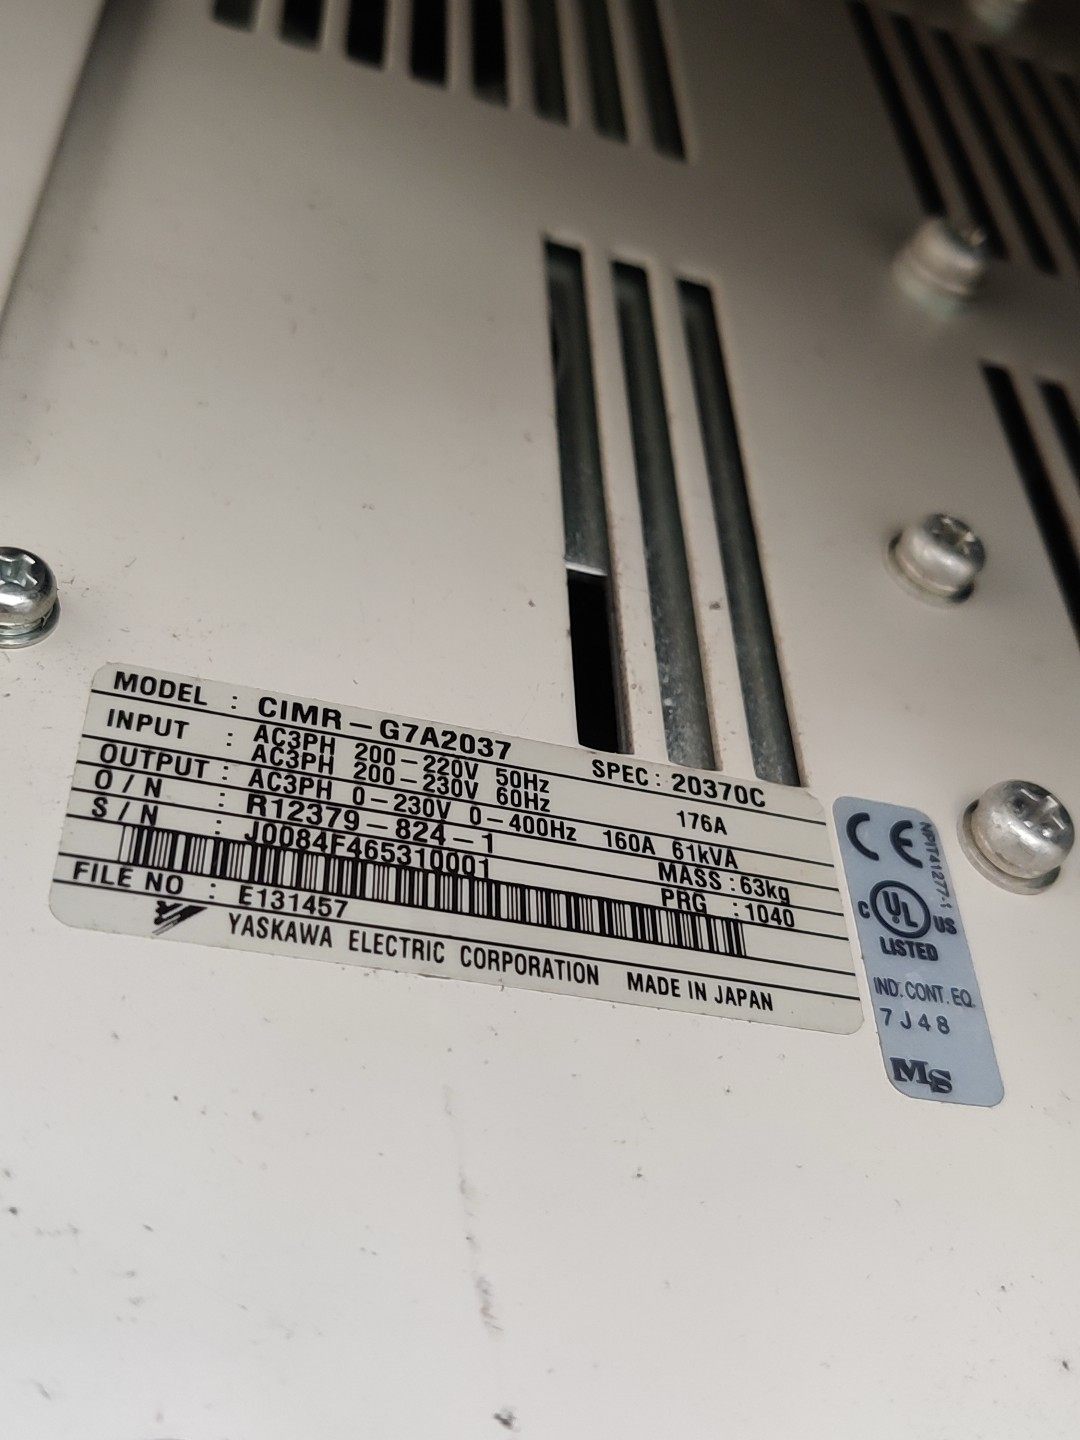 MODEL : CIMR-G7A2037 SPEC: 20370C
INPUT : AC3PH 200-220V 50Hz
AC3PH 200-230V 60Hz 176A
OUTPUT : AC3PH 0-230V 0-400Hz 160A 61kVA
O/N : R12379-824-1 MASS : 63kg
S/N : J0084F465310001 PRG : 1040
FILE NO : E131457
YASKAWA ELECTRIC CORPORATION MADE IN JAPAN
CE
NPJT41277-1
C UL US
LISTED
IND. CONT. EQ.
7J48
MS